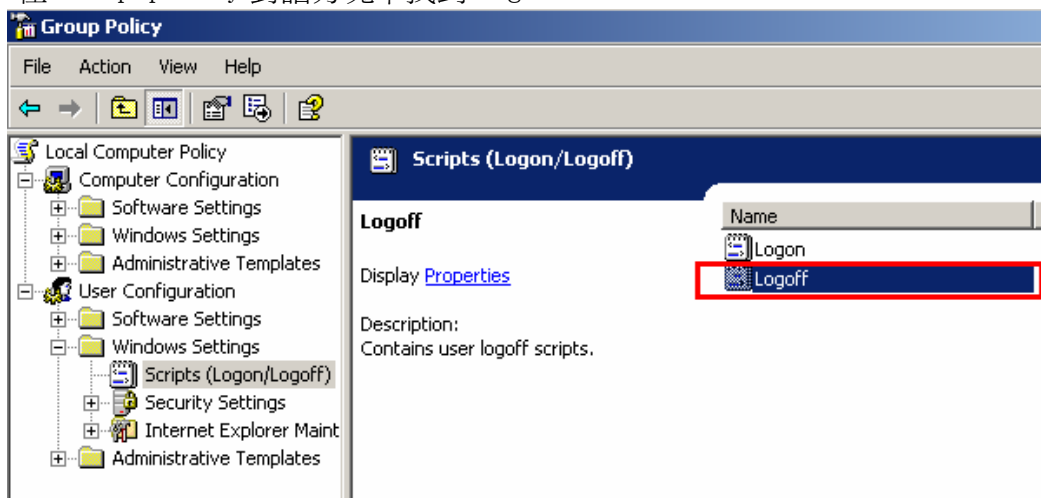 Group Policy
File Action View Help
Local Computer Policy
Computer Configuration
Software Settings
Windows Settings
Administrative Templates
User Configuration
Software Settings
Windows Settings
Scripts (Logon/Logoff)
Security Settings
Internet Explorer Maint
Administrative Templates
Scripts (Logon/Logoff)
Logoff
Display Properties
Description:
Contains user logoff scripts.
Name
Logon
Logoff